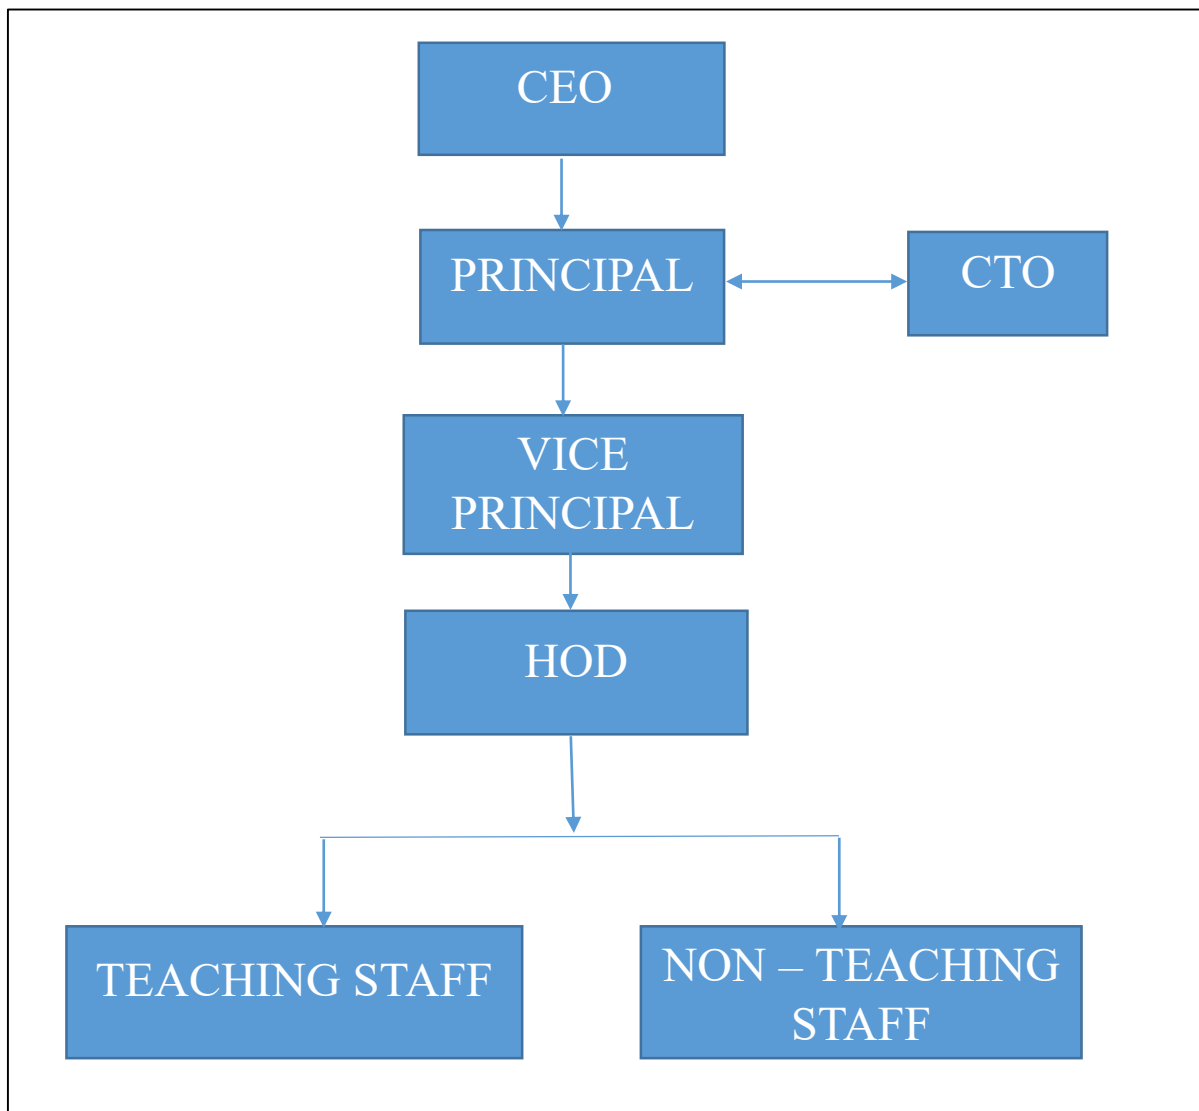 CEO
PRINCIPAL
CTO
VICE
PRINCIPAL
HOD
TEACHING STAFF
NON – TEACHING
STAFF